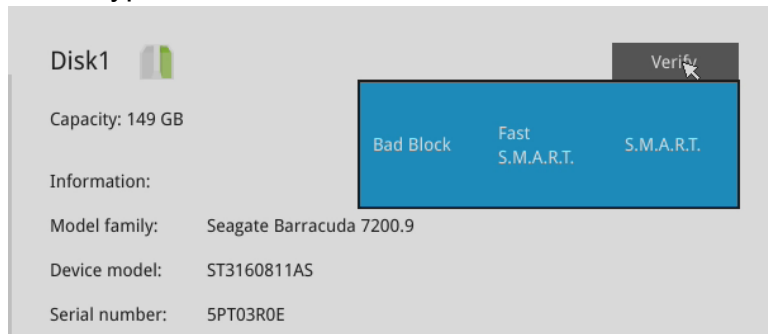 Disk1
Verify
Capacity: 149 GB
Bad Block
Fast
S.M.A.R.T.
S.M.A.R.T.
Information:
Model family: Seagate Barracuda 7200.9
Device model: ST3160811AS
Serial number: 5PT03R0E